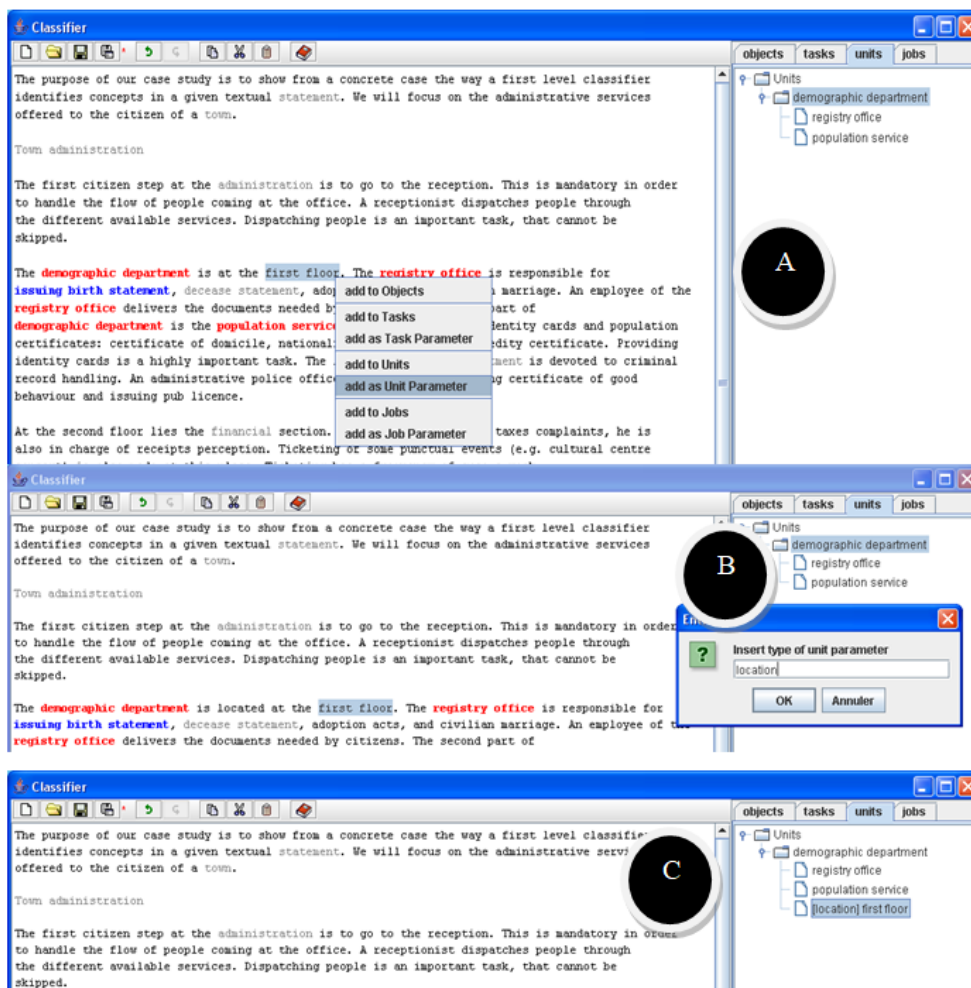 Classifier
objects tasks units jobs
The purpose of our case study is to show from a concrete case the way a first level classifier
identifies concepts in a given textual statement. We will focus on the administrative services
offered to the citizen of a town.
Town administration
The first citizen step at the administration is to go to the reception. This is mandatory in order
to handle the flow of people coming at the office. A receptionist dispatches people through
the different available services. Dispatching people is an important task, that cannot be
skipped.
The demographic department is at the first floor. The registry office is responsible for
issuing birth statement, decease statement, marriage. An employee of the
registry office delivers the documents needed by part of
demographic department is the population service identity cards and population
certificates: certificate of domicile, certificate. Providing
identity cards is a highly important task. The is devoted to criminal
record handling. An administrative police certificate of good
behaviour and issuing pub licence.
At the second floor lies the financial section. taxes complaints, he is
also in charge of receipts perception. Ticketing of some punctual events (e.g. cultural centre
add to Objects
add to Tasks
add as Task Parameter
add to Units
add as Unit Parameter
add to Jobs
add as Job Parameter
Units
demographic department
registry office
population service
A
Classifier
objects tasks units jobs
The purpose of our case study is to show from a concrete case the way a first level classifier
identifies concepts in a given textual statement. We will focus on the administrative services
offered to the citizen of a town.
Town administration
The first citizen step at the administration is to go to the reception. This is mandatory in order
to handle the flow of people coming at the office. A receptionist dispatches people through
the different available services. Dispatching people is an important task, that cannot be
skipped.
The demographic department is located at the first floor. The registry office is responsible for
issuing birth statement, decease statement, adoption acts, and civilian marriage. An employee of the
registry office delivers the documents needed by citizens. The second part of
Units
demographic department
registry office
population service
B
?
Insert type of unit parameter
location
OK Annuler
Classifier
objects tasks units jobs
The purpose of our case study is to show from a concrete case the way a first level
identifies concepts in a given textual statement. We will focus on the administrative
offered to the citizen of a town.
Town administration
The first citizen step at the administration is to go to the reception. This is mandatory in order
to handle the flow of people coming at the office. A receptionist dispatches people through
the different available services. Dispatching people is an important task, that cannot be
skipped.
Units
demographic department
registry office
population service
[location] first floor
C